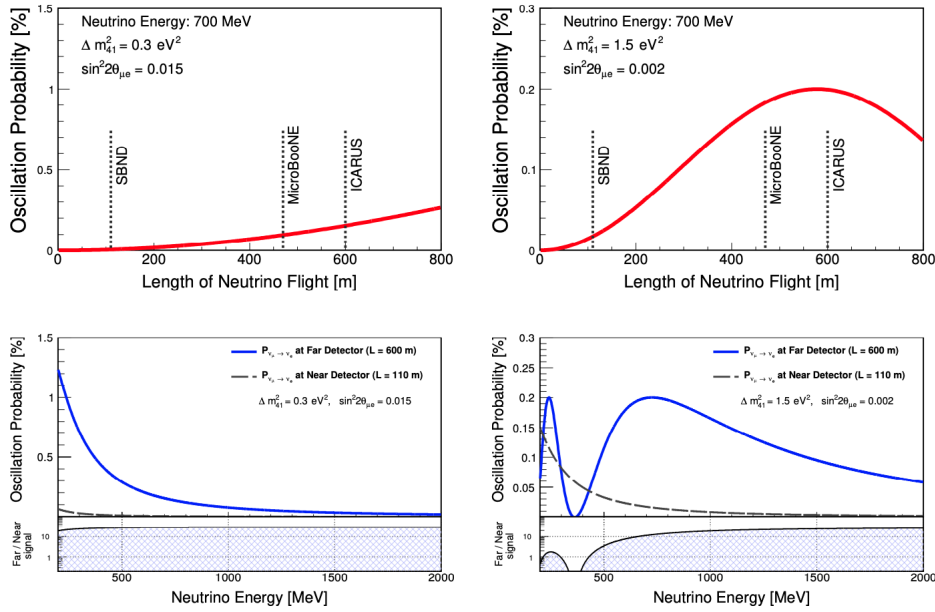 Neutrino Energy: 700 MeV
Δ m²₄₁ = 0.3 eV²
sin²2θμe = 0.015
SBND
MicroBooNE
ICARUS
Oscillation Probability [%]
1.5
1
0.5
0
0 200 400 600 800
Length of Neutrino Flight [m]
Neutrino Energy: 700 MeV
Δ m²₄₁ = 1.5 eV²
sin²2θμe = 0.002
SBND
MicroBooNE
ICARUS
Oscillation Probability [%]
0.3
0.2
0.1
0
0 200 400 600 800
Length of Neutrino Flight [m]
P νμ → νe at Far Detector (L = 600 m)
P νμ → νe at Near Detector (L = 110 m)
Δ m²₄₁ = 0.3 eV², sin²2θμe = 0.015
Oscillation Probability [%]
1.5
1
0.5
Far / Near
signal
10
1
500 1000 1500 2000
Neutrino Energy [MeV]
P νμ → νe at Far Detector (L = 600 m)
P νμ → νe at Near Detector (L = 110 m)
Δ m²₄₁ = 1.5 eV², sin²2θμe = 0.002
Oscillation Probability [%]
0.3
0.25
0.2
0.15
0.1
0.05
Far / Near
signal
10
1
500 1000 1500 2000
Neutrino Energy [MeV]